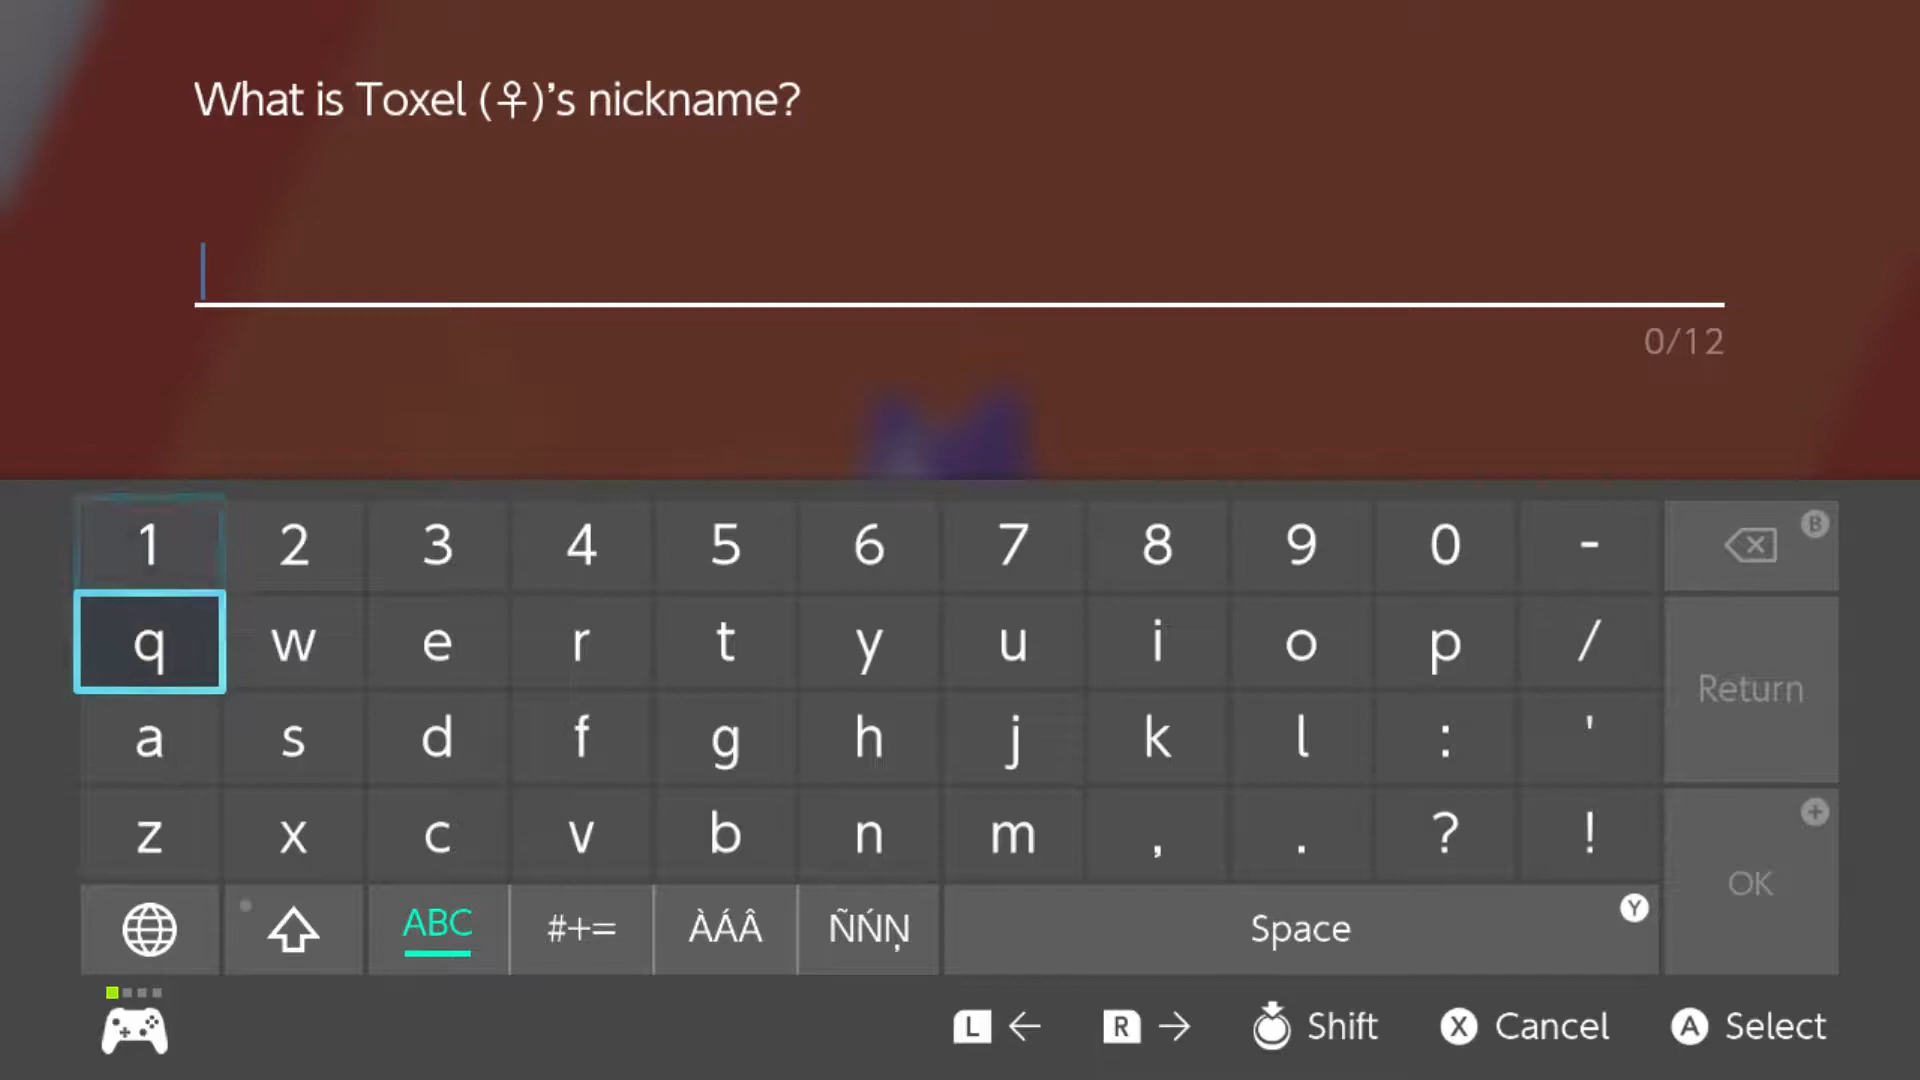 What is Toxel (♀)'s nickname?
0/12
1 2 3 4 5 6 7 8 9 0 - B
q w e r t y u i o p / Return
a s d f g h j k l : '
z x c v b n m , . ? ! + OK
ABC #+= ÀÁÂ ÑŃŅ Space Y
L ← R → Shift X Cancel A Select